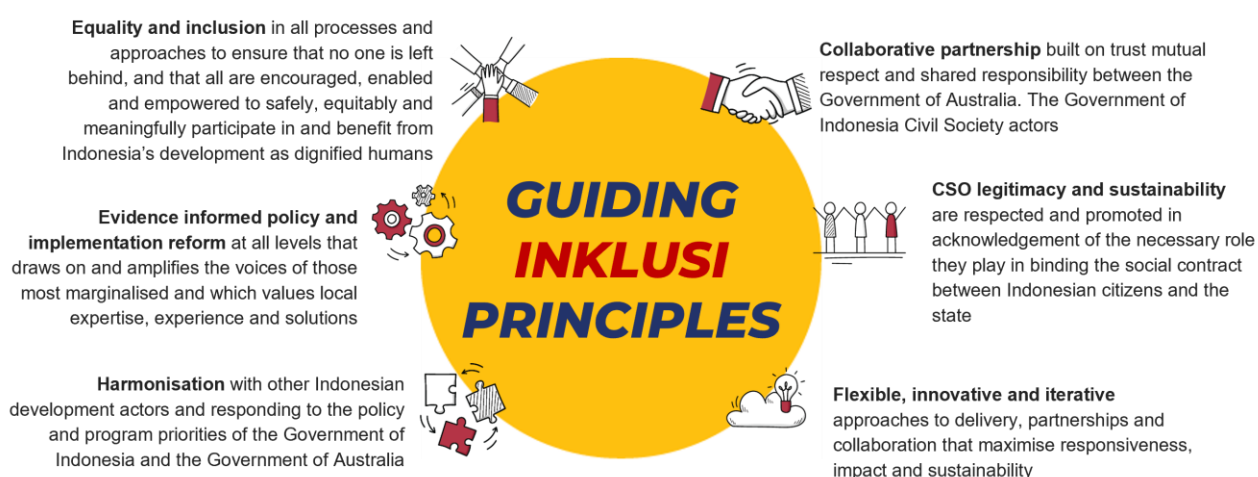 Equality and inclusion in all processes and
approaches to ensure that no one is left
behind, and that all are encouraged, enabled
and empowered to safely, equitably and
meaningfully participate in and benefit from
Indonesia's development as dignified humans
Evidence informed policy and
implementation reform at all levels that
draws on and amplifies the voices of those
most marginalised and which values local
expertise, experience and solutions
Harmonisation with other Indonesian
development actors and responding to the policy
and program priorities of the Government of
Indonesia and the Government of Australia
GUIDING
INKLUSI
PRINCIPLES
Collaborative partnership built on trust mutual
respect and shared responsibility between the
Government of Australia. The Government of
Indonesia Civil Society actors
CSO legitimacy and sustainability
are respected and promoted in
acknowledgement of the necessary role
they play in binding the social contract
between Indonesian citizens and the
state
Flexible, innovative and iterative
approaches to delivery, partnerships and
collaboration that maximise responsiveness,
impact and sustainability